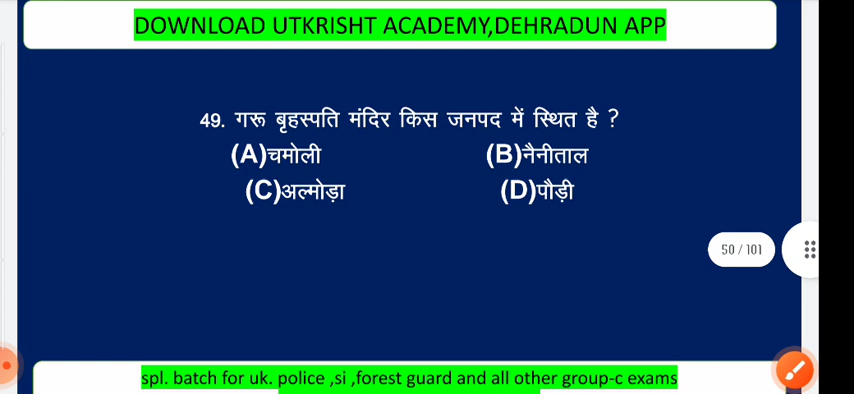 DOWNLOAD UTKRISHT ACADEMY,DEHRADUN APP
49. गरू बृहस्पति मंदिर किस जनपद में स्थित है ?
(A)चमोली (B)नैनीताल
(C)अल्मोड़ा (D)पौड़ी
50 / 101
spl. batch for uk. police ,si ,forest guard and all other group-c exams